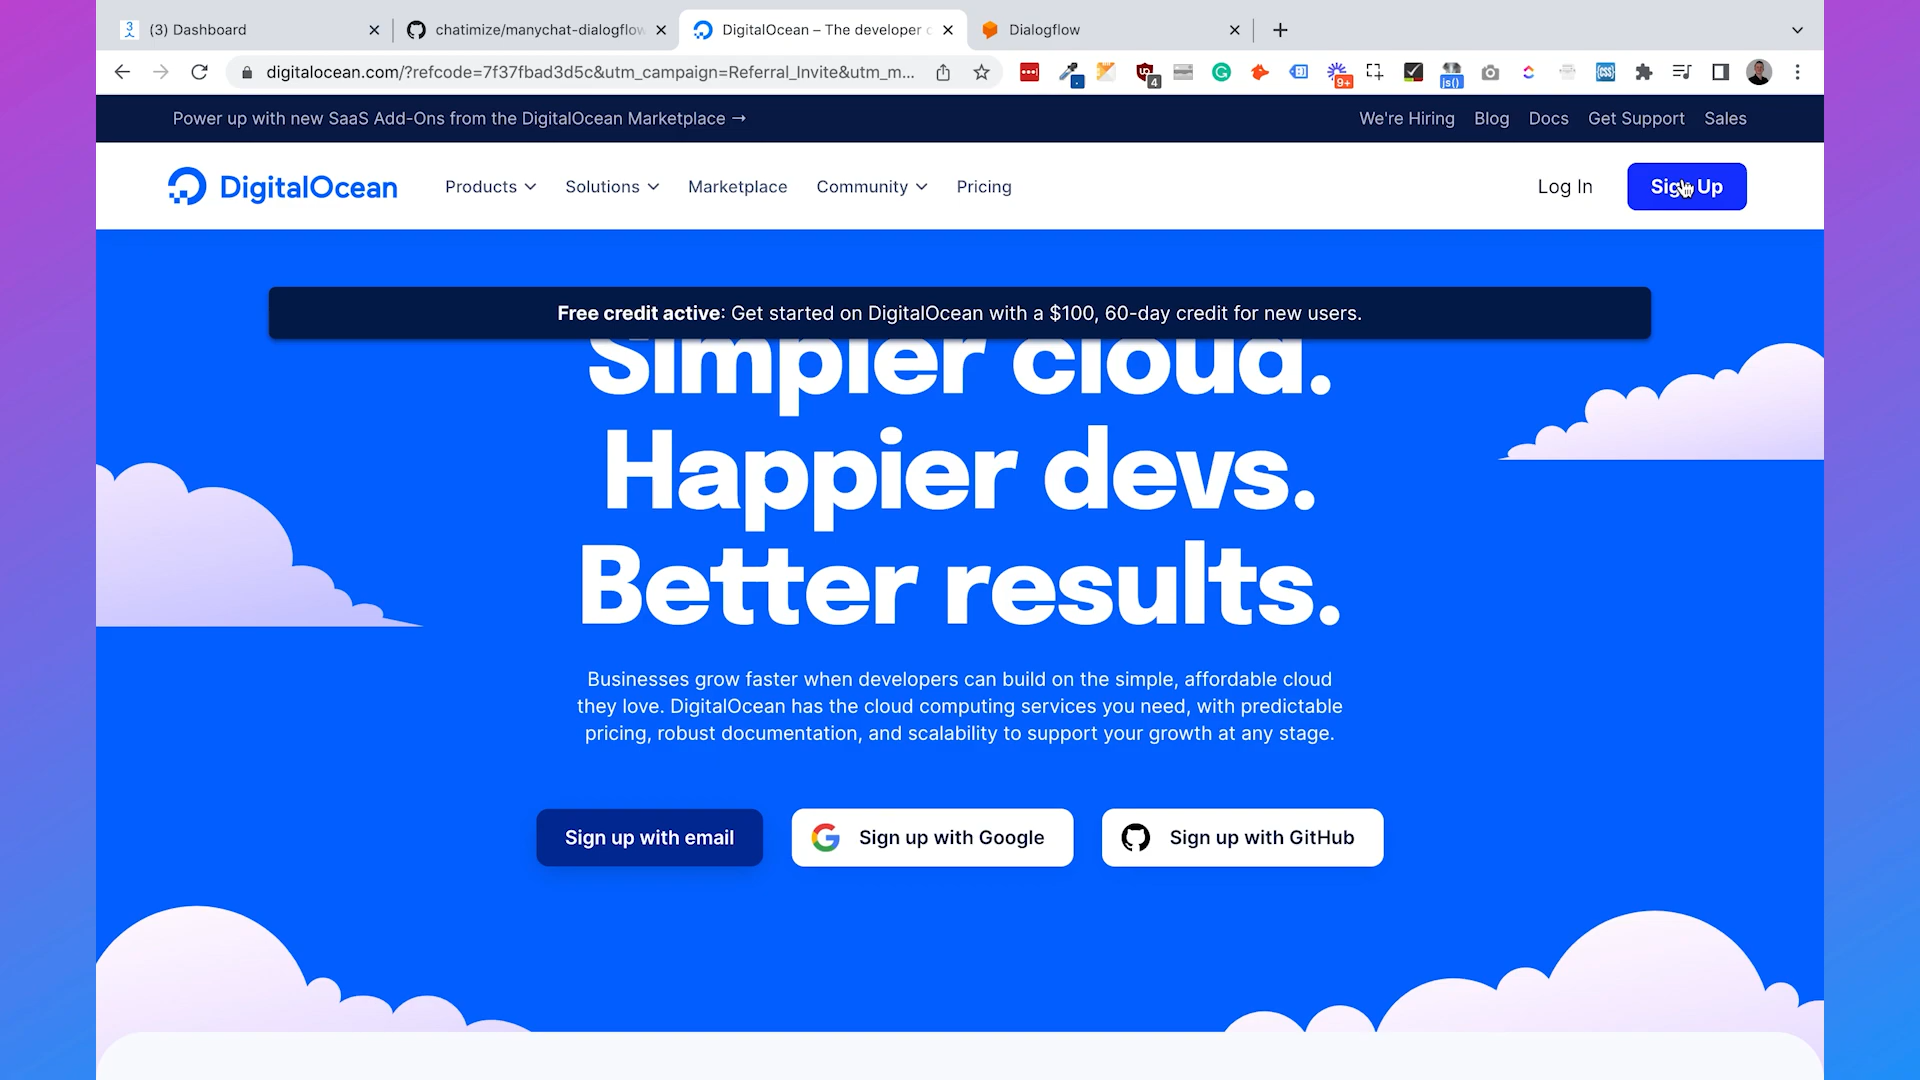 (3) Dashboard
chatimize/manychat-dialogflow
DigitalOcean – The developer c
Dialogflow
digitalocean.com/?refcode=7f37fbad3d5c&utm_campaign=Referral_Invite&utm_m...
4
9+
js()
Power up with new SaaS Add-Ons from the DigitalOcean Marketplace →
We're Hiring
Blog
Docs
Get Support
Sales
DigitalOcean
Products
Solutions
Marketplace
Community
Pricing
Log In
Sign Up
Free credit active: Get started on DigitalOcean with a $100, 60-day credit for new users.
Simpler cloud.
Happier devs.
Better results.
Businesses grow faster when developers can build on the simple, affordable cloud
they love. DigitalOcean has the cloud computing services you need, with predictable
pricing, robust documentation, and scalability to support your growth at any stage.
Sign up with email
Sign up with Google
Sign up with GitHub